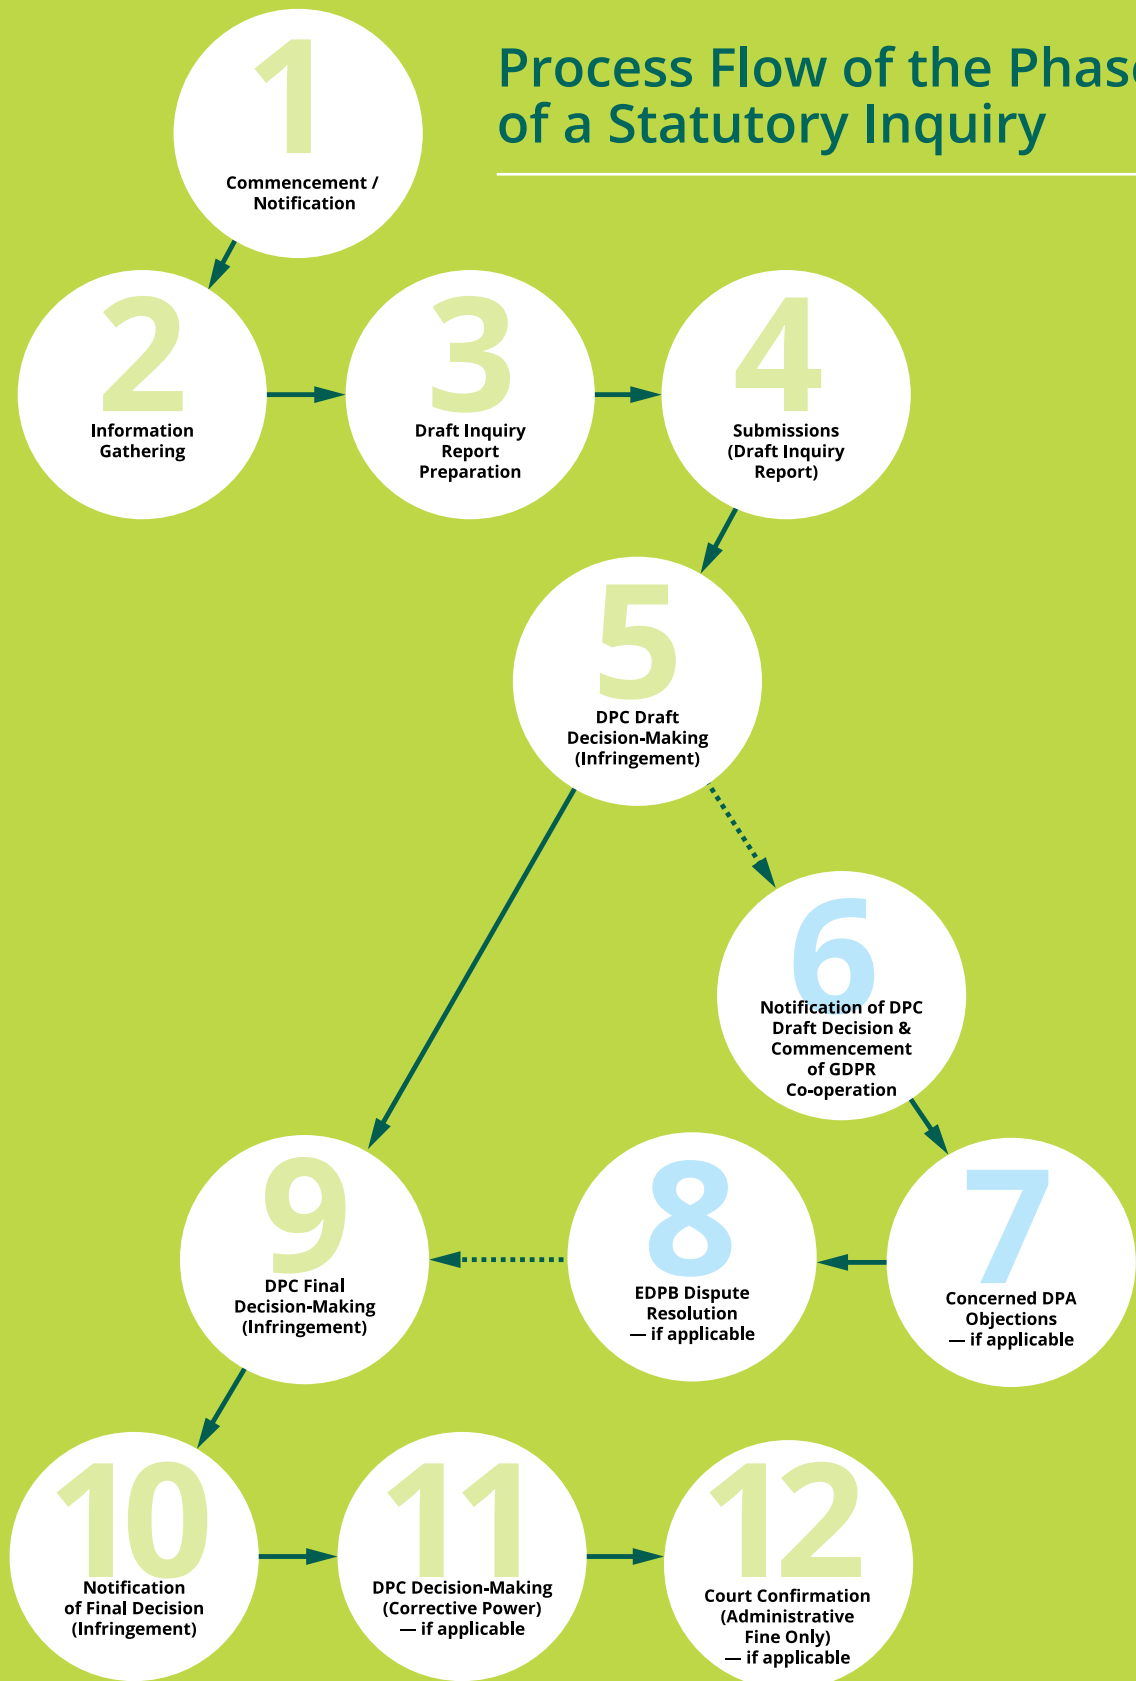 Process Flow of the Phase
of a Statutory Inquiry
1
Commencement /
Notification
2
Information
Gathering
3
Draft Inquiry
Report
Preparation
4
Submissions
(Draft Inquiry
Report)
5
DPC Draft
Decision-Making
(Infringement)
6
Notification of DPC
Draft Decision &
Commencement
of GDPR
Co-operation
7
Concerned DPA
Objections
— if applicable
8
EDPB Dispute
Resolution
— if applicable
9
DPC Final
Decision-Making
(Infringement)
10
Notification
of Final Decision
(Infringement)
11
DPC Decision-Making
(Corrective Power)
— if applicable
12
Court Confirmation
(Administrative
Fine Only)
— if applicable